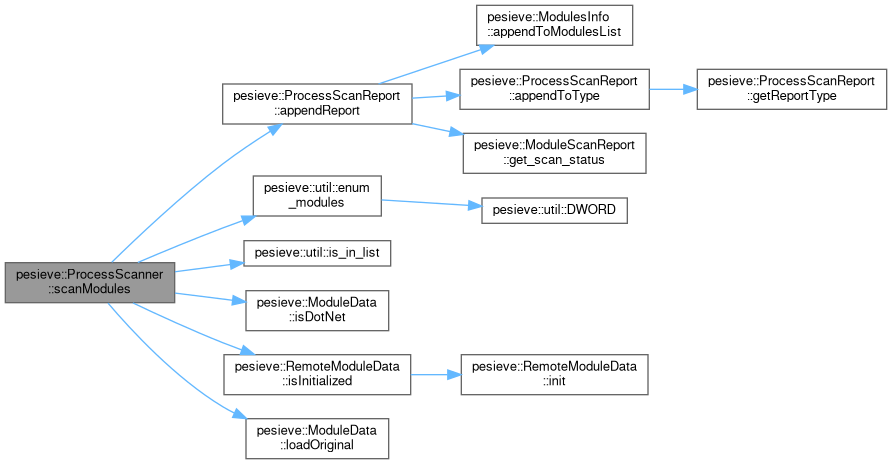 pesieve::ModulesInfo
::appendToModulesList
pesieve::ProcessScanReport
::appendReport
pesieve::ProcessScanReport
::appendToType
pesieve::ProcessScanReport
::getReportType
pesieve::ModuleScanReport
::get_scan_status
pesieve::util::enum
_modules
pesieve::util::DWORD
pesieve::util::is_in_list
pesieve::ProcessScanner
::scanModules
pesieve::ModuleData
::isDotNet
pesieve::RemoteModuleData
::isInitialized
pesieve::RemoteModuleData
::init
pesieve::ModuleData
::loadOriginal